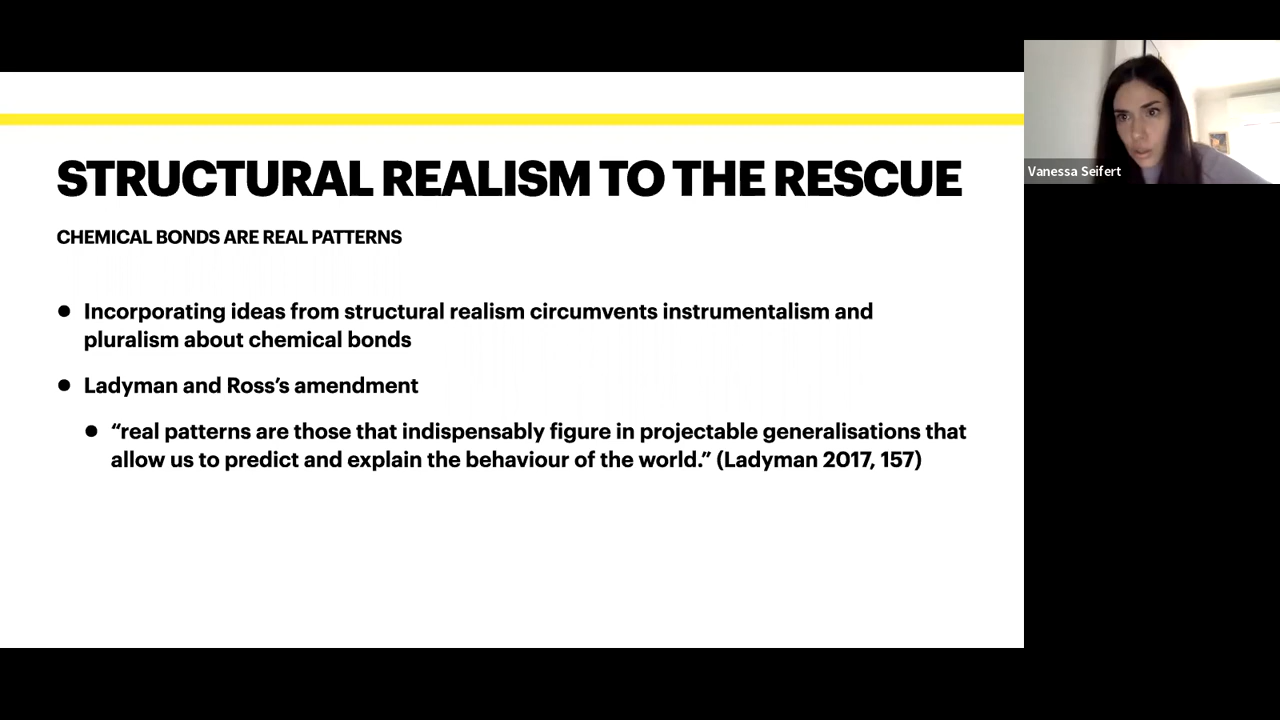 STRUCTURAL REALISM TO THE RESCUE
CHEMICAL BONDS ARE REAL PATTERNS
● Incorporating ideas from structural realism circumvents instrumentalism and
pluralism about chemical bonds
● Ladyman and Ross’s amendment
● “real patterns are those that indispensably figure in projectable generalisations that
allow us to predict and explain the behaviour of the world.” (Ladyman 2017, 157)
Vanessa Seifert